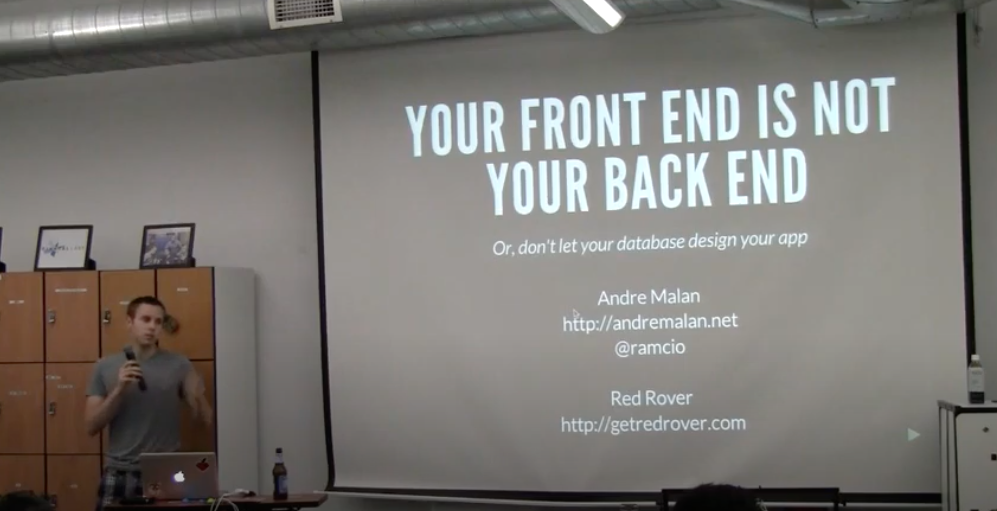 YOUR FRONT END IS NOT
YOUR BACK END
Or, don't let your database design your app
Andre Malan
http://andremalan.net
@ramcio
Red Rover
http://getredrover.com